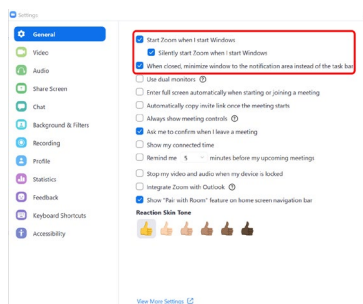 Settings
General
Video
Audio
Share Screen
Chat
Background & Filters
Recording
Profile
Statistics
Feedback
Keyboard Shortcuts
Accessibility
Start Zoom when I start Windows
Silently start Zoom when I start Windows
When closed, minimize window to the notification area instead of the task bar
Use dual monitors
Enter full screen automatically when starting or joining a meeting
Automatically copy invite link once the meeting starts
Always show meeting controls
Ask me to confirm when I leave a meeting
Show my connected time
Remind me 5 minutes before my upcoming meetings
Stop my video and audio when my device is locked
Integrate Zoom with Outlook
Show "Pair with Room" feature on home screen navigation bar
Reaction Skin Tone
View More Settings